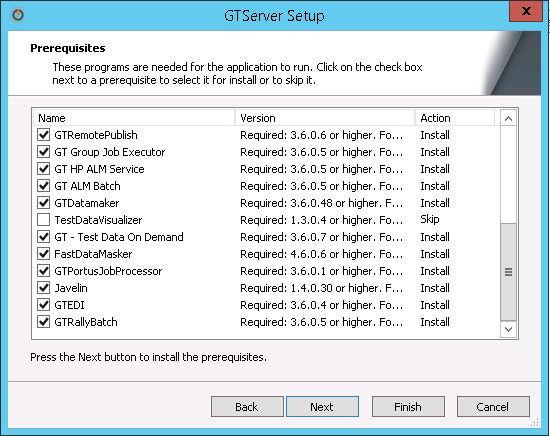 GTServer Setup
Prerequisites
These programs are needed for the application to run. Click on the check box
next to a prerequisite to select it for install or to skip it.
Name Version Action
GTRemotePublish Required: 3.6.0.6 or higher. Fo... Install
GT Group Job Executor Required: 3.6.0.5 or higher. Fo... Install
GT HP ALM Service Required: 3.6.0.5 or higher. Fo... Install
GT ALM Batch Required: 3.6.0.5 or higher. Fo... Install
GTDatamaker Required: 3.6.0.48 or higher. F... Install
TestDataVisualizer Required: 1.3.0.4 or higher. Fo... Skip
GT - Test Data On Demand Required: 3.6.0.7 or higher. Fo... Install
FastDataMasker Required: 4.6.0.6 or higher. Fo... Install
GTPortusJobProcessor Required: 3.6.0.1 or higher. Fo... Install
Javelin Required: 1.4.0.30 or higher. F... Install
GTEDI Required: 3.6.0.4 or higher. Fo... Install
GTRallyBatch Required: 3.6.0.5 or higher. Fo... Install
Press the Next button to install the prerequisites.
Back Next Finish Cancel